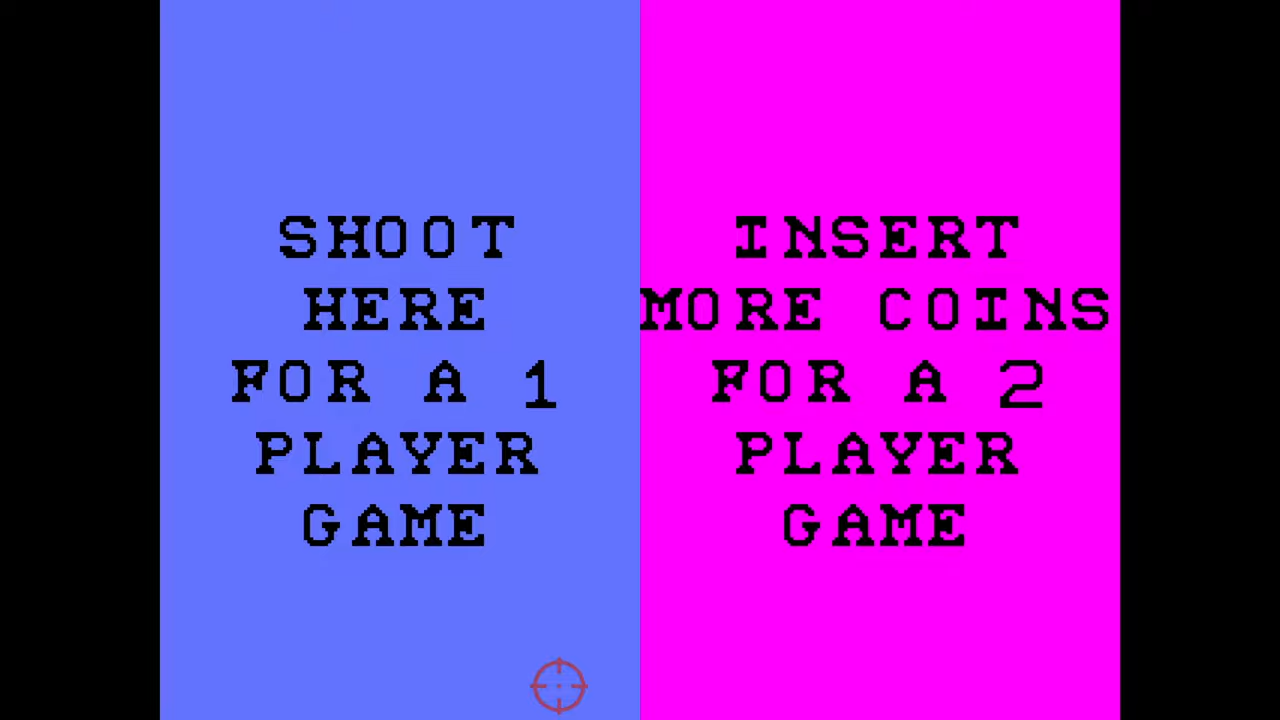 SHOOT
HERE
FOR A 1
PLAYER
GAME
INSERT
MORE COINS
FOR A 2
PLAYER
GAME